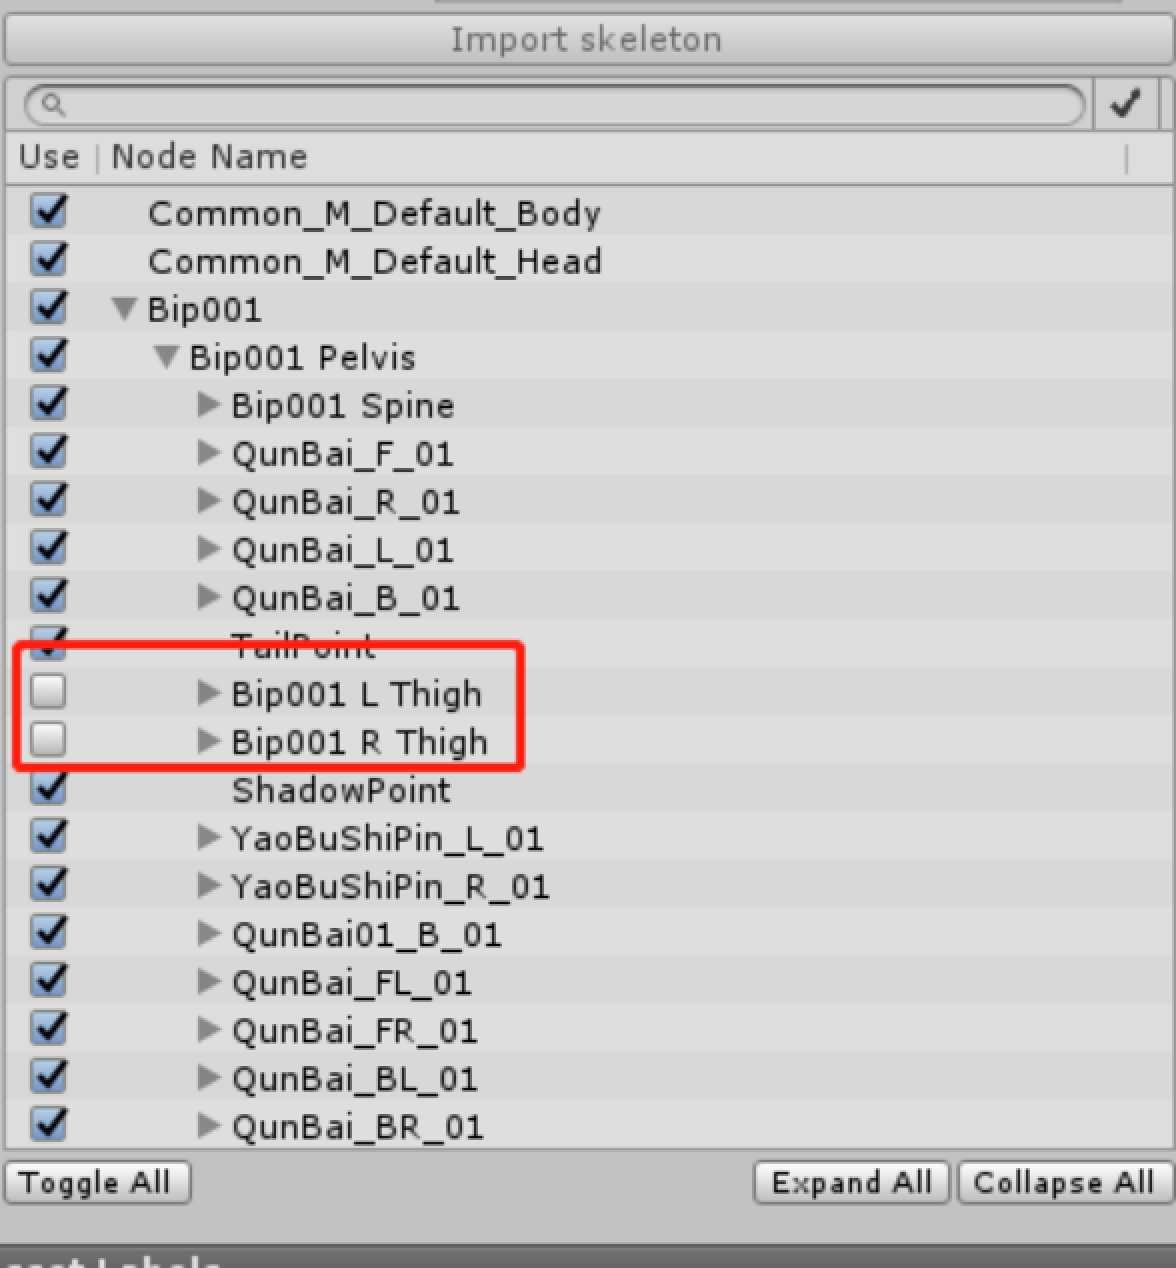 Import skeleton
Use Node Name
Common_M_Default_Body
Common_M_Default_Head
Bip001
Bip001 Pelvis
Bip001 Spine
QunBai_F_01
QunBai_R_01
QunBai_L_01
QunBai_B_01
TailPoint
Bip001 L Thigh
Bip001 R Thigh
ShadowPoint
YaoBuShiPin_L_01
YaoBuShiPin_R_01
QunBai01_B_01
QunBai_FL_01
QunBai_FR_01
QunBai_BL_01
QunBai_BR_01
Toggle All Expand All Collapse All